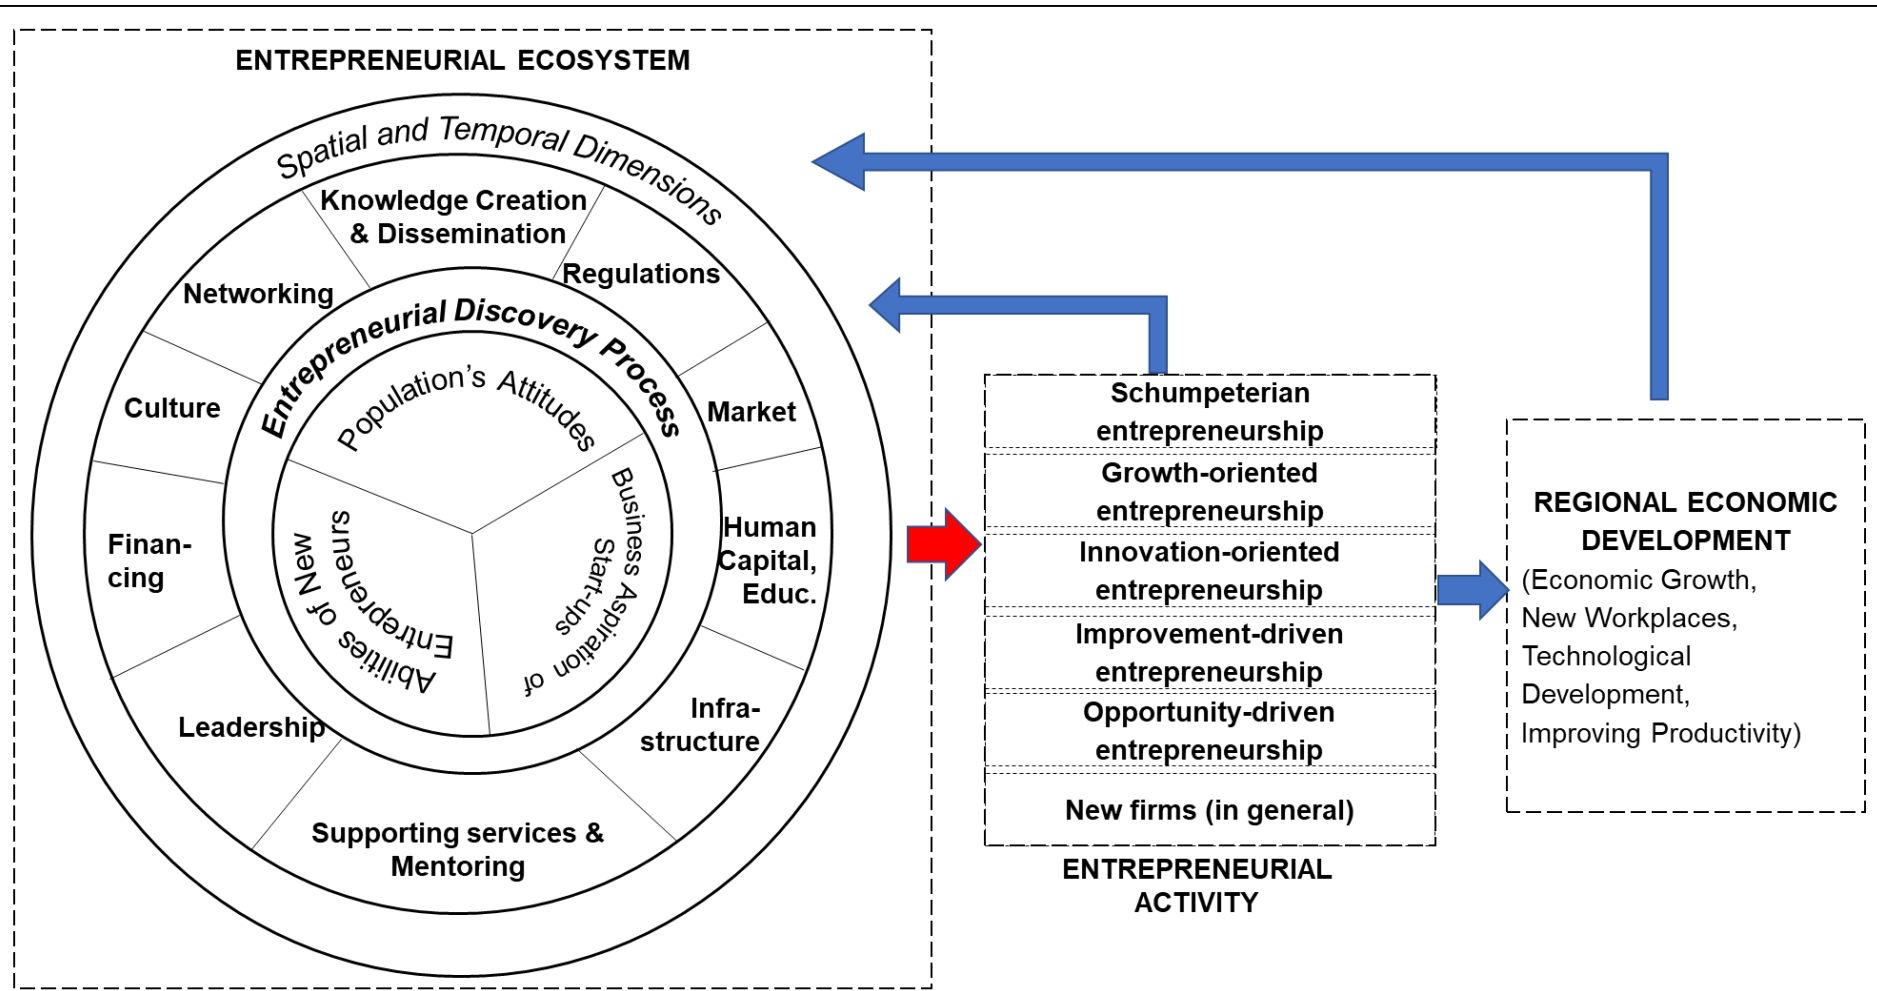 ENTREPRENEURIAL ECOSYSTEM
Spatial and Temporal Dimensions
Knowledge Creation
& Dissemination
Regulations
Market
Human
Capital,
Educ.
Infra-
structure
Supporting services &
Mentoring
Leadership
Finan-
cing
Culture
Networking
Entrepreneurial Discovery Process
Population’s Attitudes
Business Aspiration of
Start-ups
Abilities of New
Entrepreneurs
Schumpeterian
entrepreneurship
Growth-oriented
entrepreneurship
Innovation-oriented
entrepreneurship
Improvement-driven
entrepreneurship
Opportunity-driven
entrepreneurship
New firms (in general)
ENTREPRENEURIAL
ACTIVITY
REGIONAL ECONOMIC
DEVELOPMENT
(Economic Growth,
New Workplaces,
Technological
Development,
Improving Productivity)